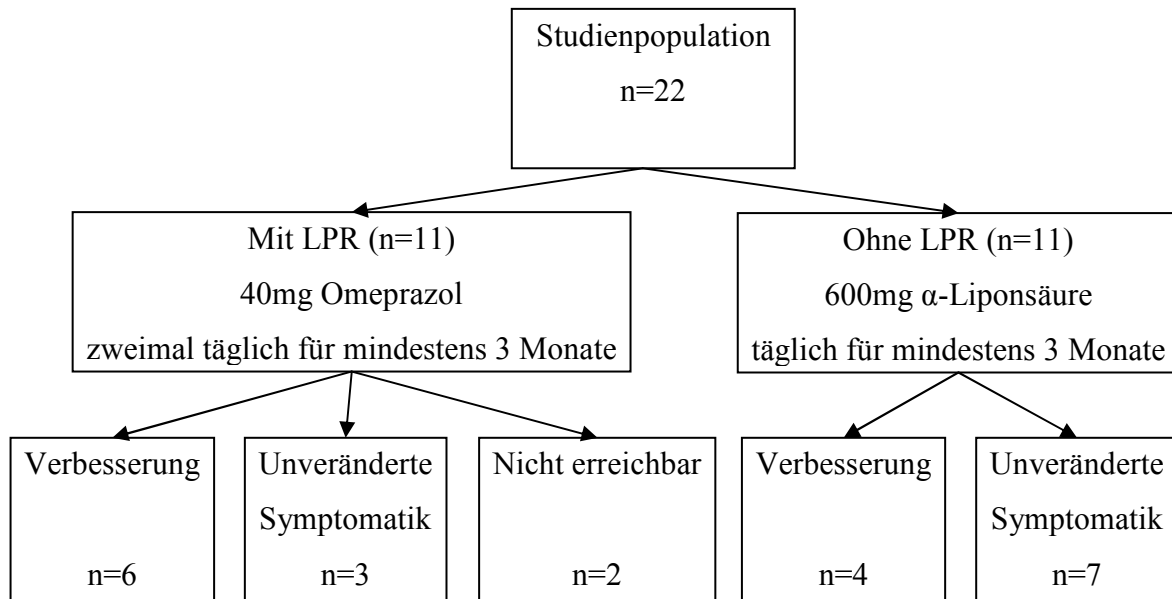 Studienpopulation
n=22
Mit LPR (n=11)
40mg Omeprazol
zweimal täglich für mindestens 3 Monate
Ohne LPR (n=11)
600mg α-Liponsäure
täglich für mindestens 3 Monate
Verbesserung
n=6
Unveränderte
Symptomatik
n=3
Nicht erreichbar
n=2
Verbesserung
n=4
Unveränderte
Symptomatik
n=7